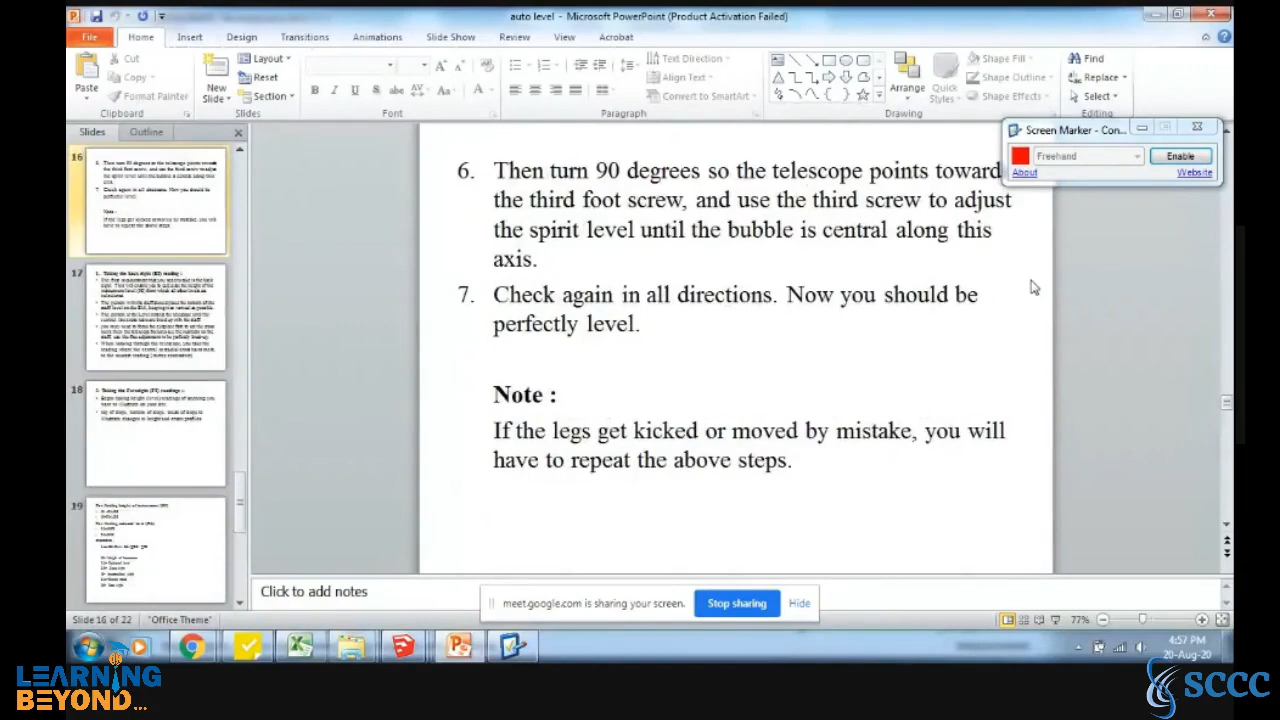 auto level - Microsoft PowerPoint (Product Activation Failed)
File Home Insert Design Transitions Animations Slide Show Review View Acrobat
Paste
Cut
Copy
Format Painter
Clipboard
New Slide
Layout
Reset
Section
Slides
Font
Text Direction
Align Text
Convert to SmartArt
Paragraph
Arrange
Quick Styles
Shape Fill
Shape Outline
Shape Effects
Drawing
Find
Replace
Select
Editing
Slides Outline
Screen Marker - Con...
Freehand
Enable
About
Website
16
17
18
19
6. Then turn 90 degrees so the telescope points toward
the third foot screw, and use the third screw to adjust
the spirit level until the bubble is central along this
axis.
7. Check again in all directions. Now you should be
perfectly level.
Note :
If the legs get kicked or moved by mistake, you will
have to repeat the above steps.
Click to add notes
meet.google.com is sharing your screen.
Stop sharing
Hide
Slide 16 of 22
"Office Theme"
77%
4:57 PM
20-Aug-20
LEARNING
BEYOND...
SCCC